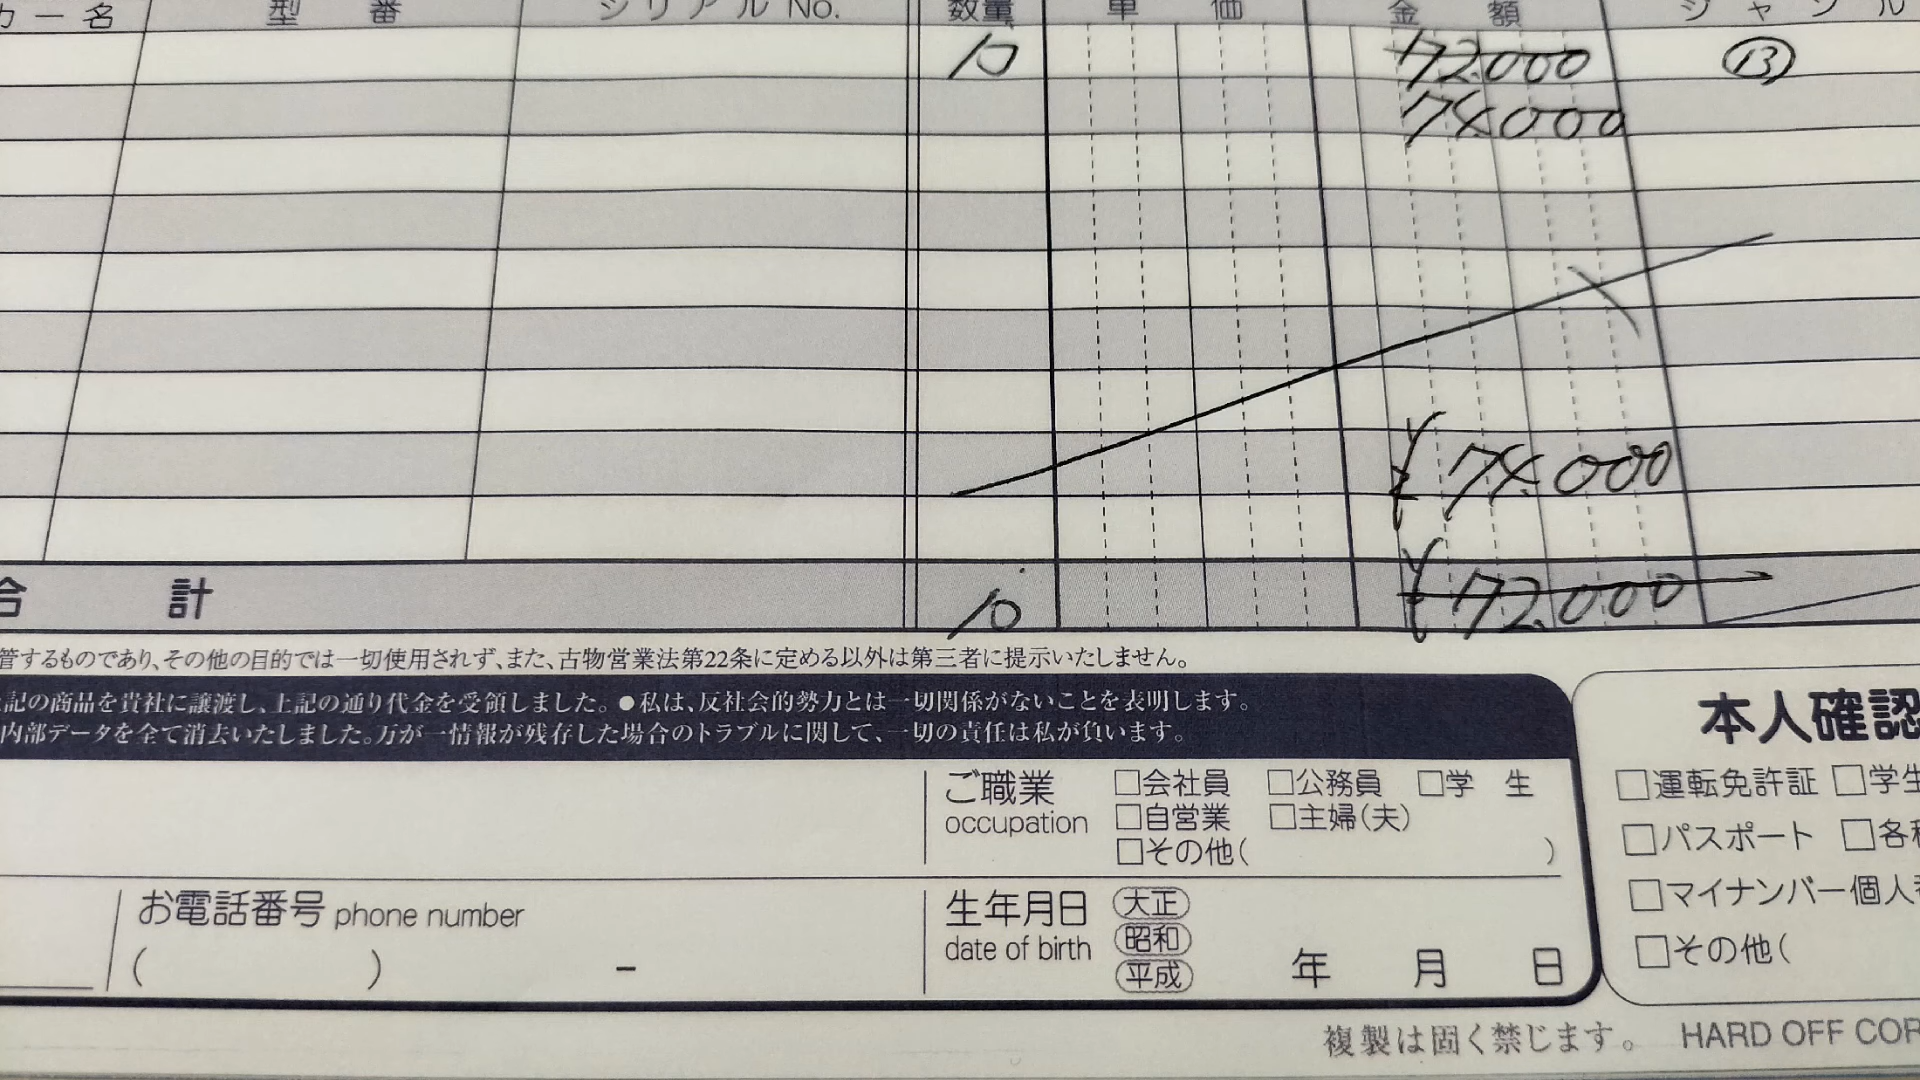 カー名 型番 シリアルNo. 数量 単価 金額 ジャンル
10 72.000 ⑬
74000
¥74.000
合計 10 ¥72.000
管するものであり、その他の目的では一切使用されず、また、古物営業法第22条に定める以外は第三者に提示いたしません。
記の商品を貴社に譲渡し、上記の通り代金を受領しました。●私は、反社会的勢力とは一切関係がないことを表明します。
内部データを全て消去いたしました。万が一情報が残存した場合のトラブルに関して、一切の責任は私が負います。
ご職業 □会社員 □公務員 □学生
occupation □自営業 □主婦(夫)
□その他( )
お電話番号 phone number
( ) -
生年月日 大正
date of birth 昭和
平成 年 月 日
本人確認
□運転免許証 □学生
□パスポート □各種
□マイナンバー個人
□その他(
複製は固く禁じます。 HARD OFF COR